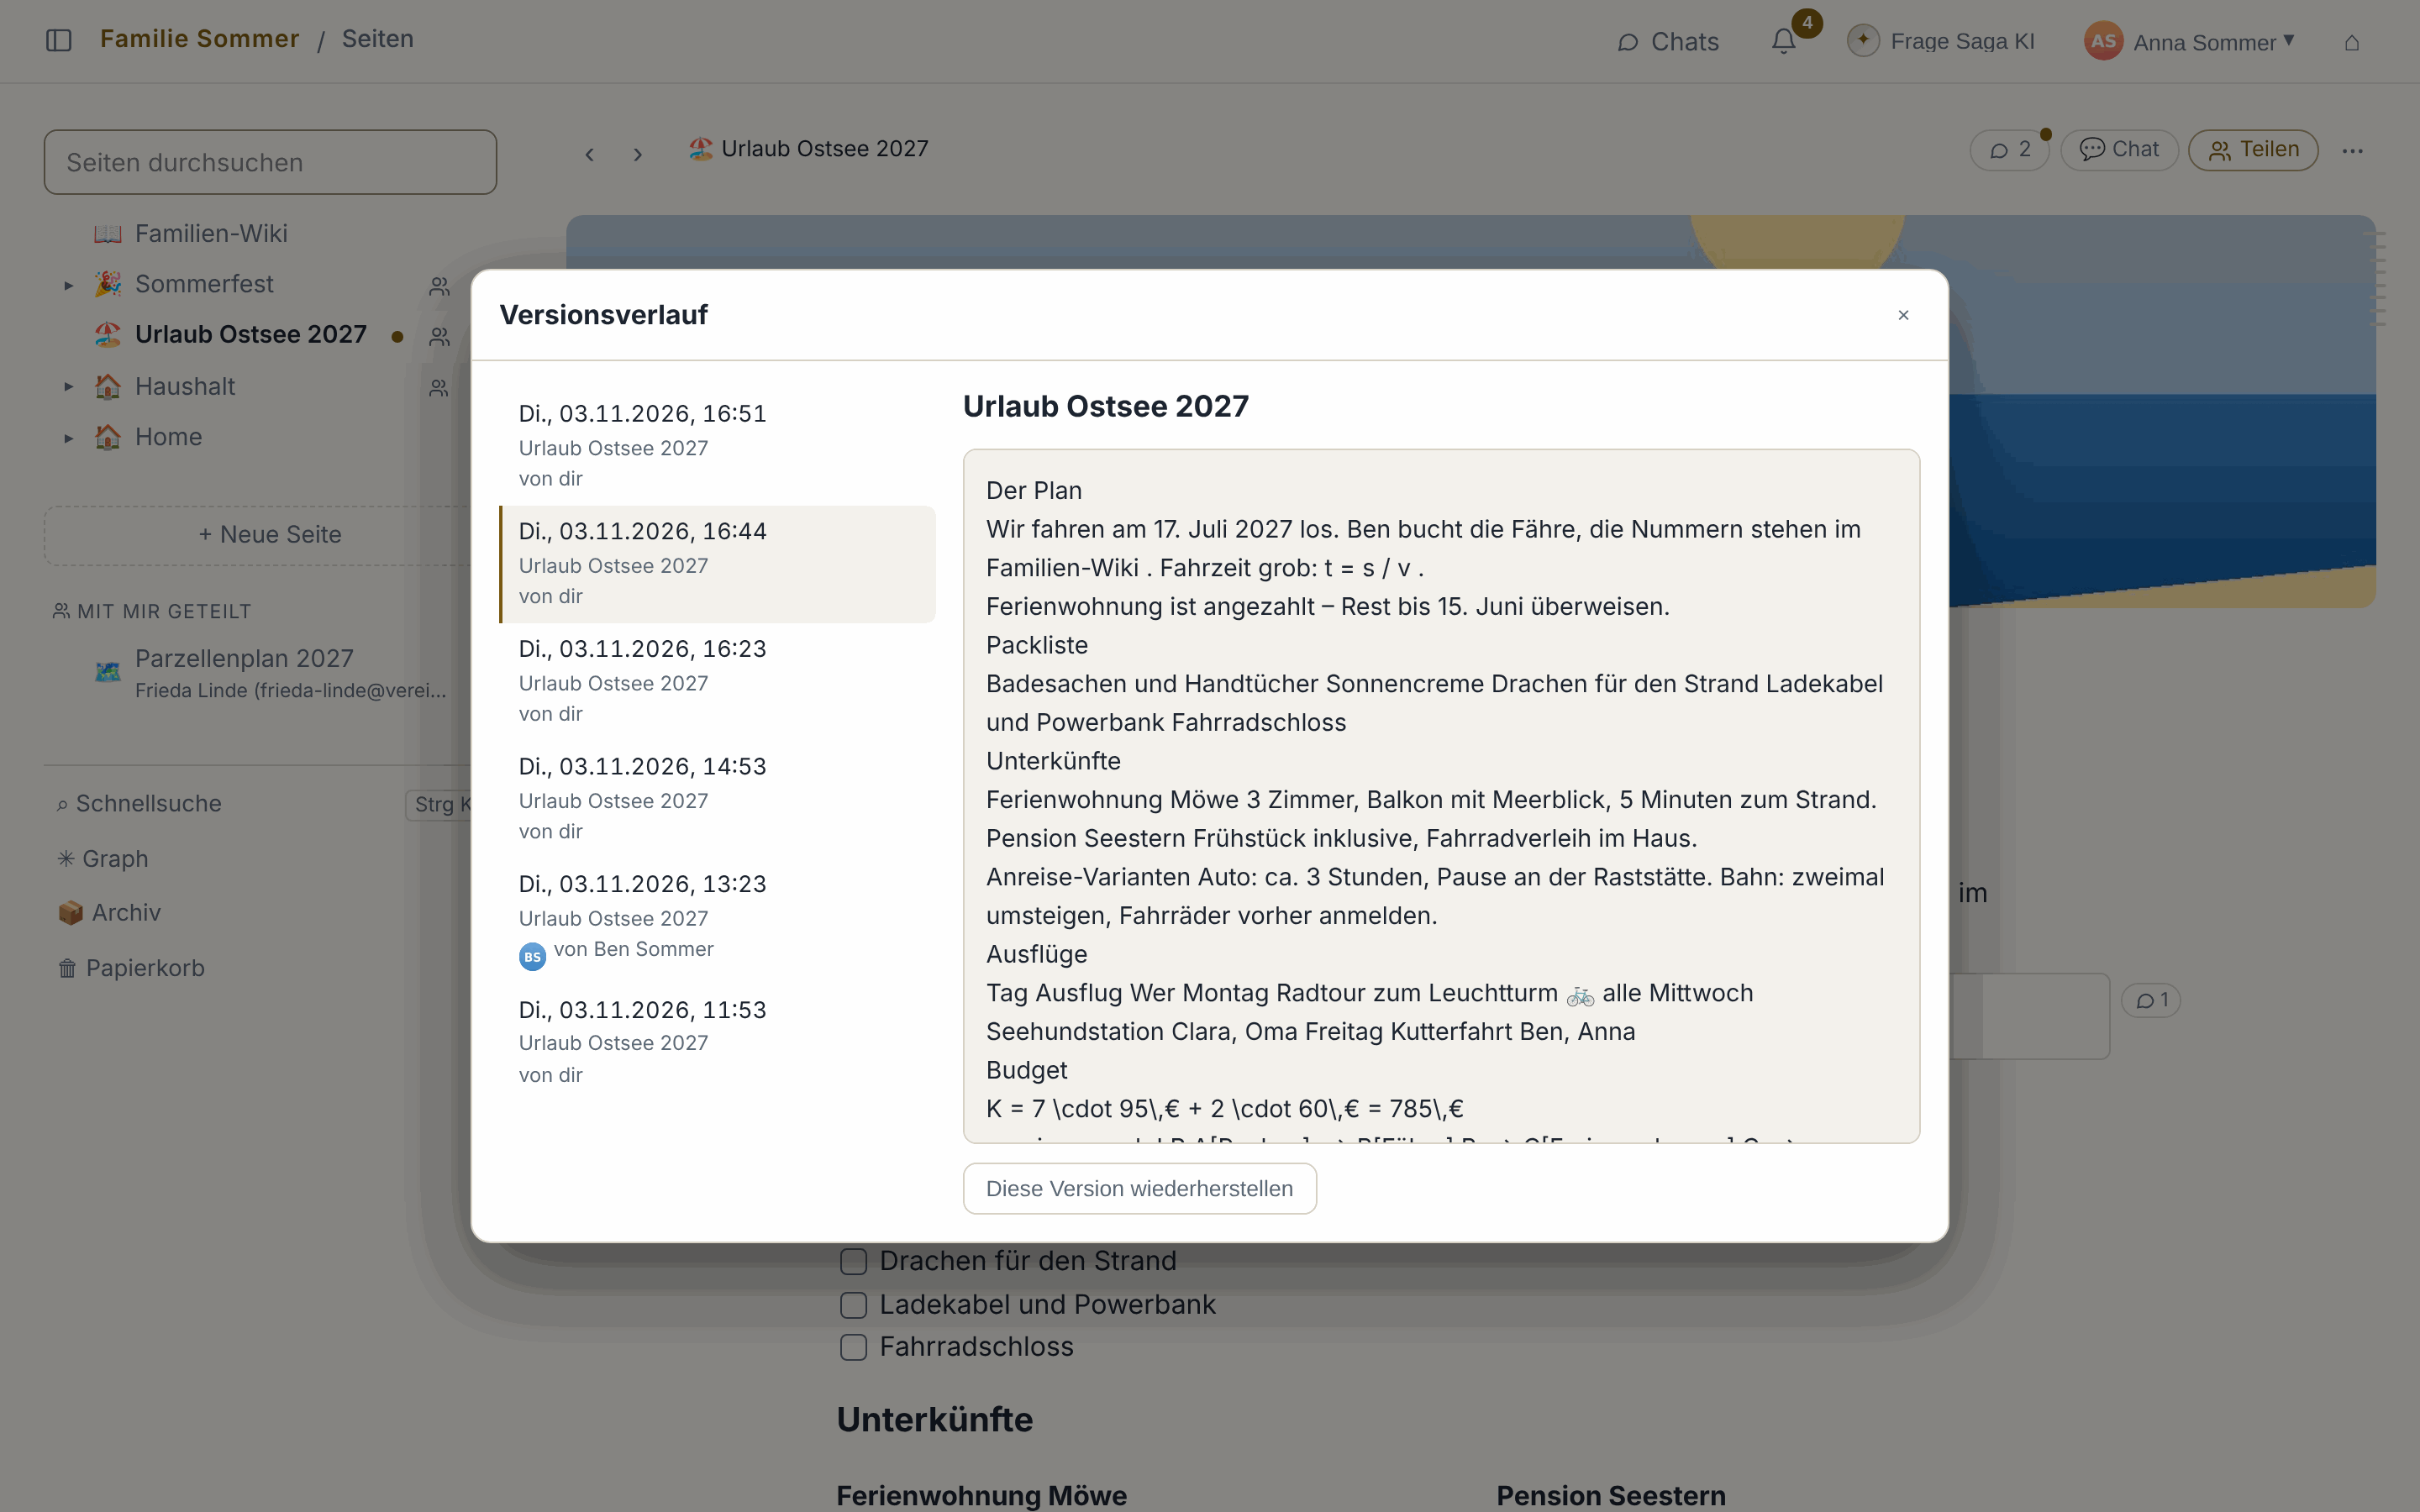 Familie Sommer / Seiten
Chats
4
Frage Saga KI
AS
Anna Sommer
Seiten durchsuchen
Familien-Wiki
Sommerfest
Urlaub Ostsee 2027
Haushalt
Home
+ Neue Seite
MIT MIR GETEILT
Parzellenplan 2027
Frieda Linde (frieda-linde@verei...
Schnellsuche
Strg K
Graph
Archiv
Papierkorb
Urlaub Ostsee 2027
2
Chat
Teilen
Versionsverlauf
Di., 03.11.2026, 16:51
Urlaub Ostsee 2027
von dir
Di., 03.11.2026, 16:44
Urlaub Ostsee 2027
von dir
Di., 03.11.2026, 16:23
Urlaub Ostsee 2027
von dir
Di., 03.11.2026, 14:53
Urlaub Ostsee 2027
von dir
Di., 03.11.2026, 13:23
Urlaub Ostsee 2027
BS von Ben Sommer
Di., 03.11.2026, 11:53
Urlaub Ostsee 2027
von dir
Urlaub Ostsee 2027
Der Plan
Wir fahren am 17. Juli 2027 los. Ben bucht die Fähre, die Nummern stehen im
Familien-Wiki . Fahrzeit grob: t = s / v .
Ferienwohnung ist angezahlt – Rest bis 15. Juni überweisen.
Packliste
Badesachen und Handtücher Sonnencreme Drachen für den Strand Ladekabel
und Powerbank Fahrradschloss
Unterkünfte
Ferienwohnung Möwe 3 Zimmer, Balkon mit Meerblick, 5 Minuten zum Strand.
Pension Seestern Frühstück inklusive, Fahrradverleih im Haus.
Anreise-Varianten Auto: ca. 3 Stunden, Pause an der Raststätte. Bahn: zweimal
umsteigen, Fahrräder vorher anmelden.
Ausflüge
Tag Ausflug Wer Montag Radtour zum Leuchtturm 🚲 alle Mittwoch
Seehundstation Clara, Oma Freitag Kutterfahrt Ben, Anna
Budget
K = 7 \cdot 95\,€ + 2 \cdot 60\,€ = 785\,€
Diese Version wiederherstellen
im
1
Drachen für den Strand
Ladekabel und Powerbank
Fahrradschloss
Unterkünfte
Ferienwohnung Möwe
Pension Seestern